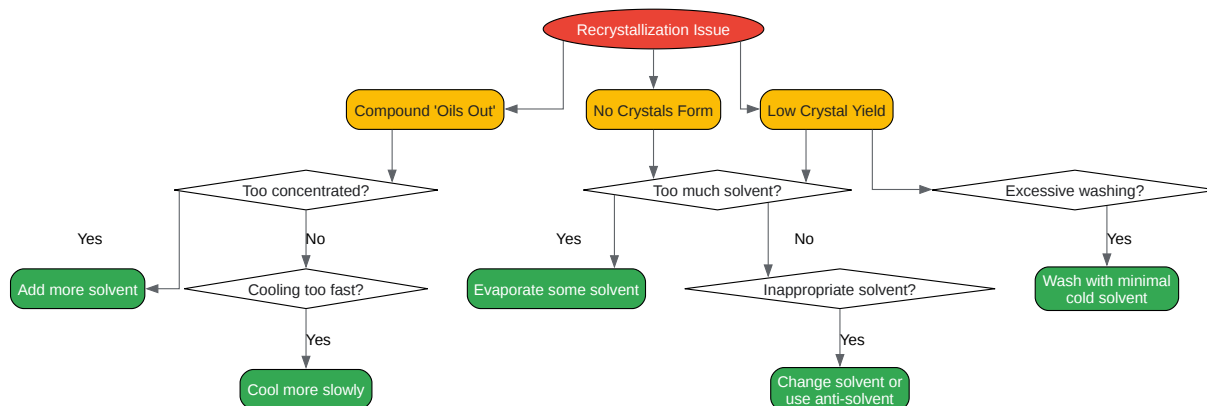 Recrystallization Issue
Compound 'Oils Out'
No Crystals Form
Low Crystal Yield
Too concentrated?
Too much solvent?
Excessive washing?
Yes
No
Yes
No
Yes
Add more solvent
Cooling too fast?
Evaporate some solvent
Inappropriate solvent?
Wash with minimal
cold solvent
Yes
Yes
Cool more slowly
Change solvent or
use anti-solvent